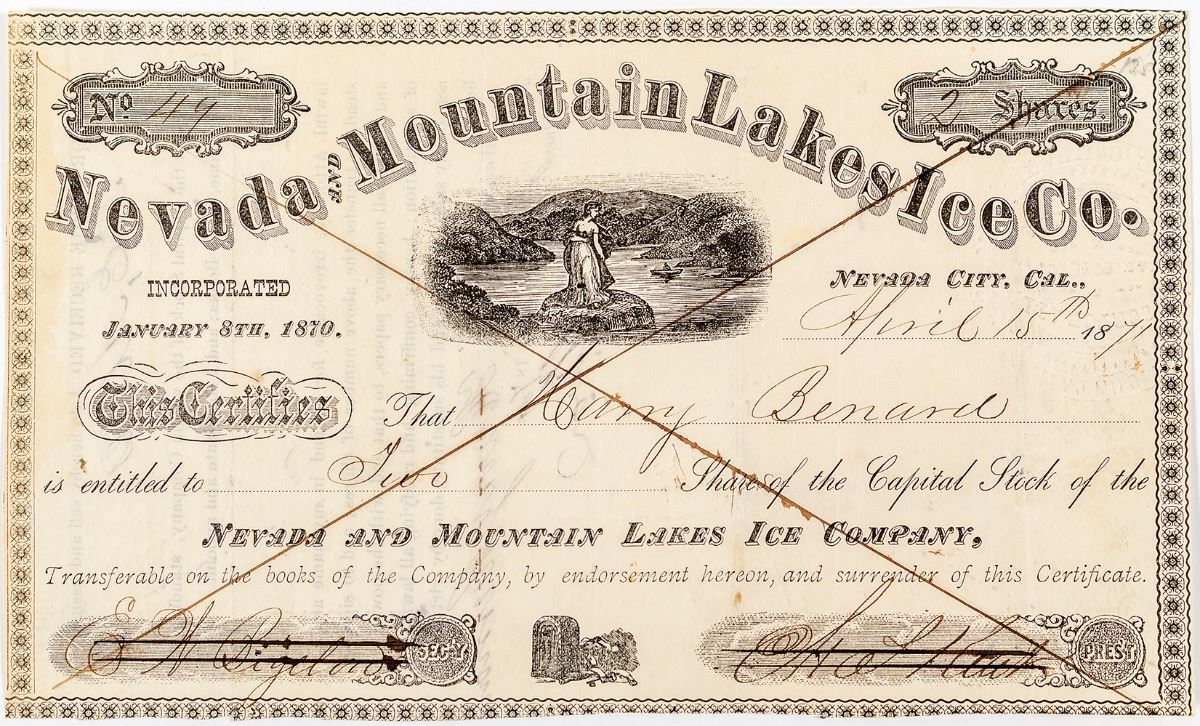 Nº 49
2 Shares.
Nevada AND Mountain Lakes Ice Co.
INCORPORATED
JANUARY 8TH, 1870.
NEVADA CITY, CAL.,
April 15th 1871
This Certifies That Harry Benard
is entitled to Two Shares of the Capital Stock of the
NEVADA AND MOUNTAIN LAKES ICE COMPANY,
Transferable on the books of the Company, by endorsement hereon, and surrender of this Certificate.
E W Bigelow SEC'Y
PREST